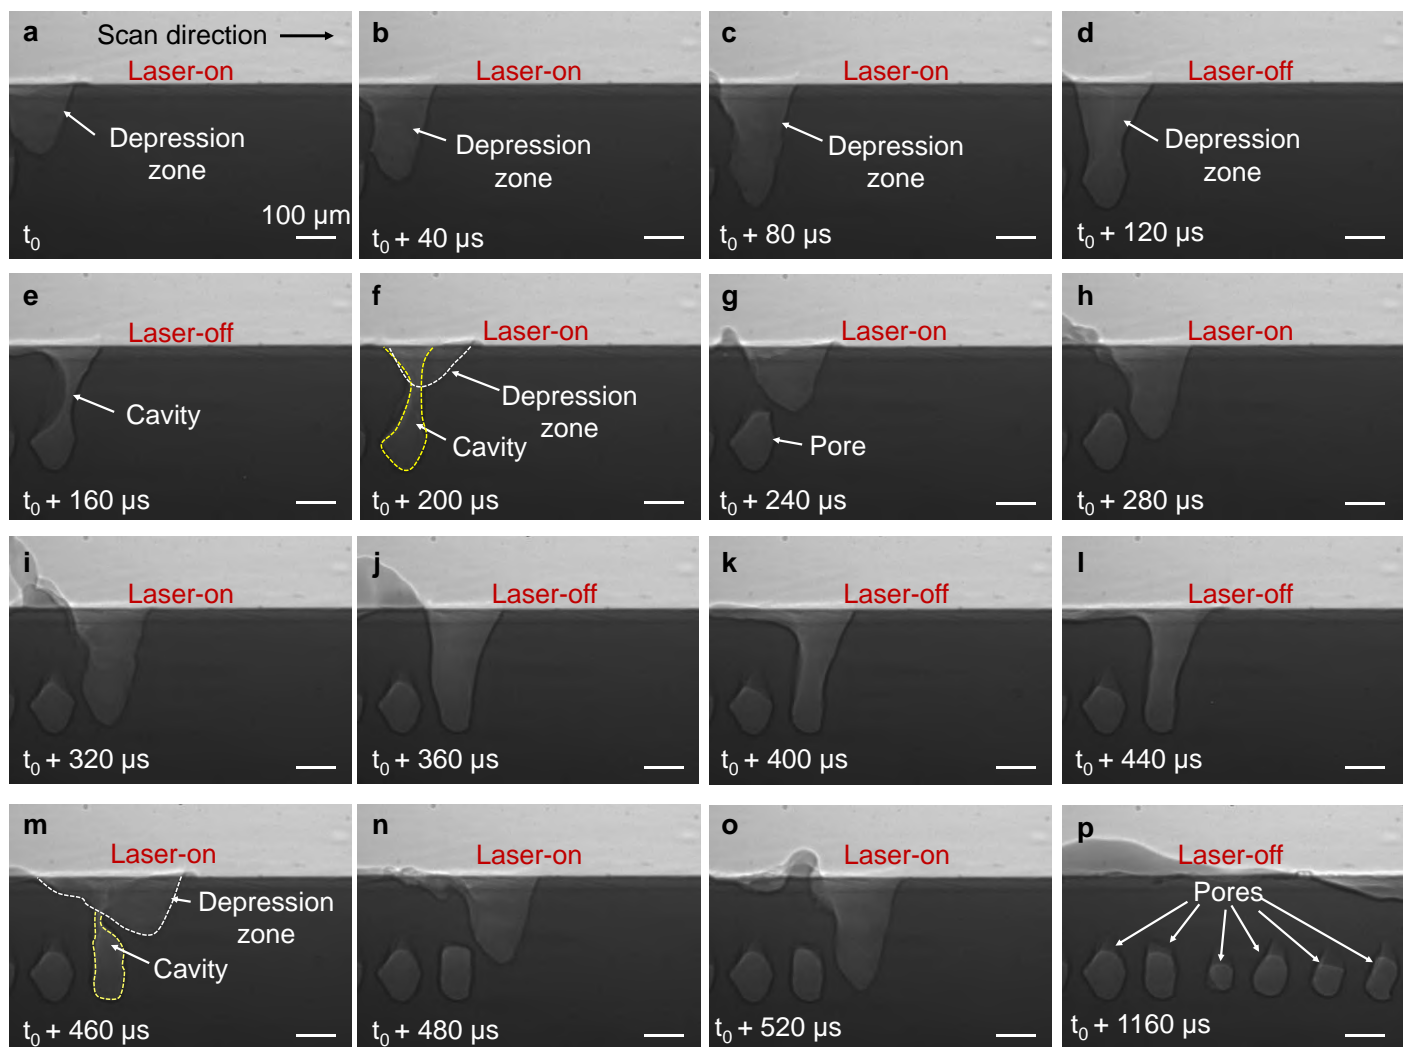 a Scan direction
Laser-on
Depression
zone
100 µm
t0
b
Laser-on
Depression
zone
t0 + 40 µs
c
Laser-on
Depression
zone
t0 + 80 µs
d
Laser-off
Depression
zone
t0 + 120 µs
e
Laser-off
Cavity
t0 + 160 µs
f
Laser-on
Depression
zone
Cavity
t0 + 200 µs
g
Laser-on
Pore
t0 + 240 µs
h
Laser-on
t0 + 280 µs
i
Laser-on
t0 + 320 µs
j
Laser-off
t0 + 360 µs
k
Laser-off
t0 + 400 µs
l
Laser-off
t0 + 440 µs
m
Laser-on
Depression
zone
Cavity
t0 + 460 µs
n
Laser-on
t0 + 480 µs
o
Laser-on
t0 + 520 µs
p
Laser-off
Pores
t0 + 1160 µs